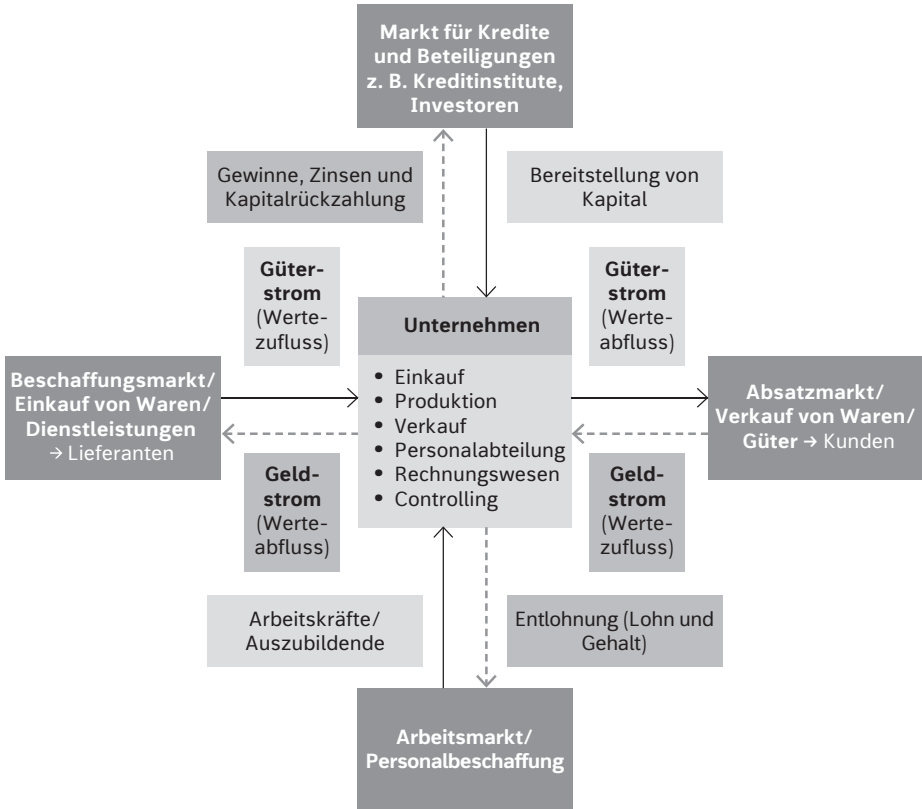 Markt für Kredite
und Beteiligungen
z. B. Kreditinstitute,
Investoren
Gewinne, Zinsen und
Kapitalrückzahlung
Bereitstellung von
Kapital
Güter-
strom
(Werte-
zufluss)
Güter-
strom
(Werte-
abfluss)
Unternehmen
• Einkauf
• Produktion
• Verkauf
• Personalabteilung
• Rechnungswesen
• Controlling
Beschaffungsmarkt/
Einkauf von Waren/
Dienstleistungen
→ Lieferanten
Absatzmarkt/
Verkauf von Waren/
Güter → Kunden
Geld-
strom
(Werte-
abfluss)
Geld-
strom
(Werte-
zufluss)
Arbeitskräfte/
Auszubildende
Entlohnung (Lohn und
Gehalt)
Arbeitsmarkt/
Personalbeschaffung